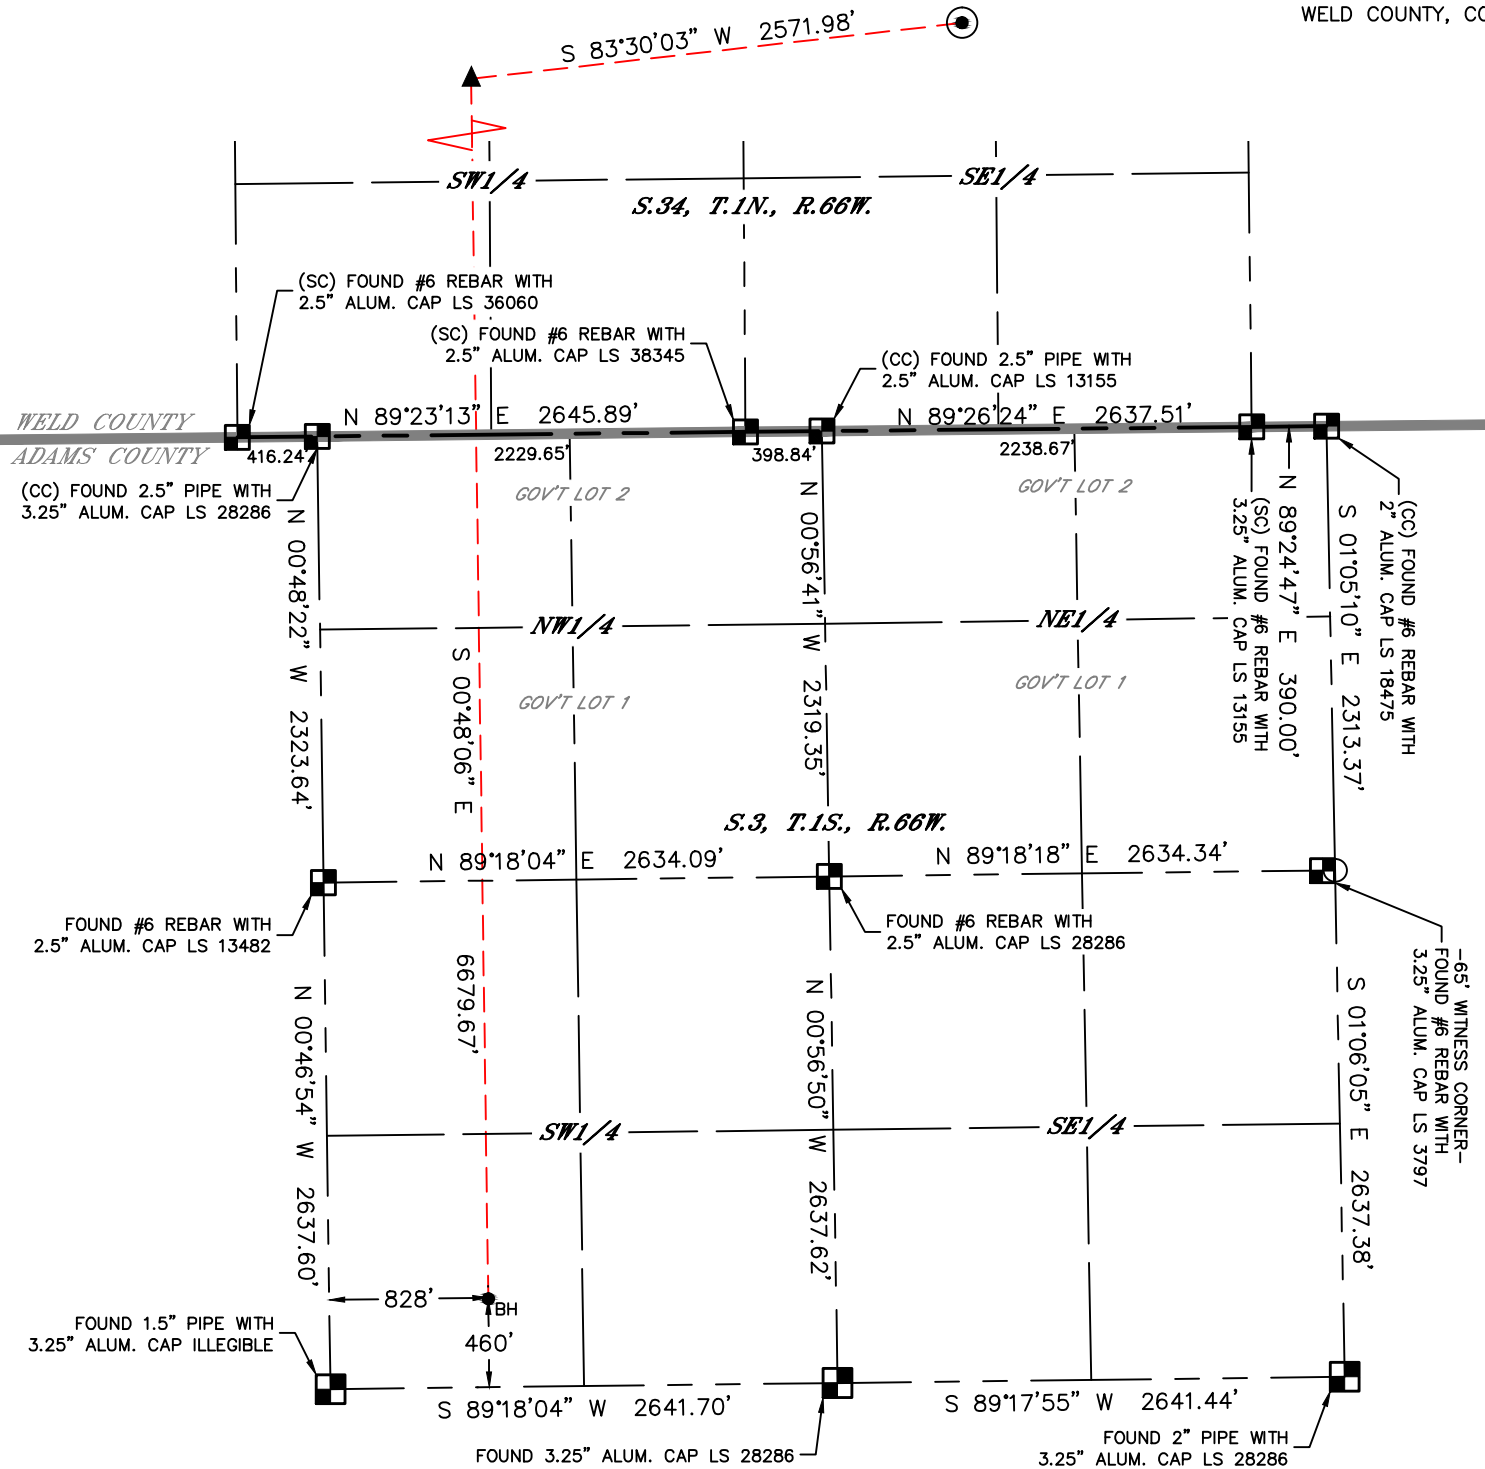 WELD COUNTY, CO
S 83°30'03" W 2571.98'
SW1/4
SE1/4
S.34, T.1N., R.66W.
(SC) FOUND #6 REBAR WITH
2.5" ALUM. CAP LS 36060
(SC) FOUND #6 REBAR WITH
2.5" ALUM. CAP LS 38345
(CC) FOUND 2.5" PIPE WITH
2.5" ALUM. CAP LS 13155
WELD COUNTY
N 89°23'13" E 2645.89'
N 89°26'24" E 2637.51'
ADAMS COUNTY
416.24'
2229.65'
398.84'
2238.67'
(CC) FOUND 2.5" PIPE WITH
3.25" ALUM. CAP LS 28286
GOV'T LOT 2
GOV'T LOT 2
N 00°48'22" W 2323.64'
N 00°56'41" W 2319.35'
(SC) FOUND #6 REBAR WITH
3.25" ALUM. CAP LS 13155
N 89°24'47" E 390.00'
S 01°05'10" E 2313.37'
(CC) FOUND #6 REBAR WITH
2" ALUM. CAP LS 18475
NW1/4
NE1/4
S 00°48'06" E 6679.67'
GOV'T LOT 1
GOV'T LOT 1
S.3, T.1S., R.66W.
N 89°18'04" E 2634.09'
N 89°18'18" E 2634.34'
FOUND #6 REBAR WITH
2.5" ALUM. CAP LS 13482
FOUND #6 REBAR WITH
2.5" ALUM. CAP LS 28286
-65' WITNESS CORNER-
FOUND #6 REBAR WITH
3.25" ALUM. CAP LS 3797
N 00°46'54" W 2637.60'
N 00°56'50" W 2637.62'
S 01°06'05" E 2637.38'
SW1/4
SE1/4
828'
BH
460'
FOUND 1.5" PIPE WITH
3.25" ALUM. CAP ILLEGIBLE
S 89°18'04" W 2641.70'
S 89°17'55" W 2641.44'
FOUND 3.25" ALUM. CAP LS 28286
FOUND 2" PIPE WITH
3.25" ALUM. CAP LS 28286